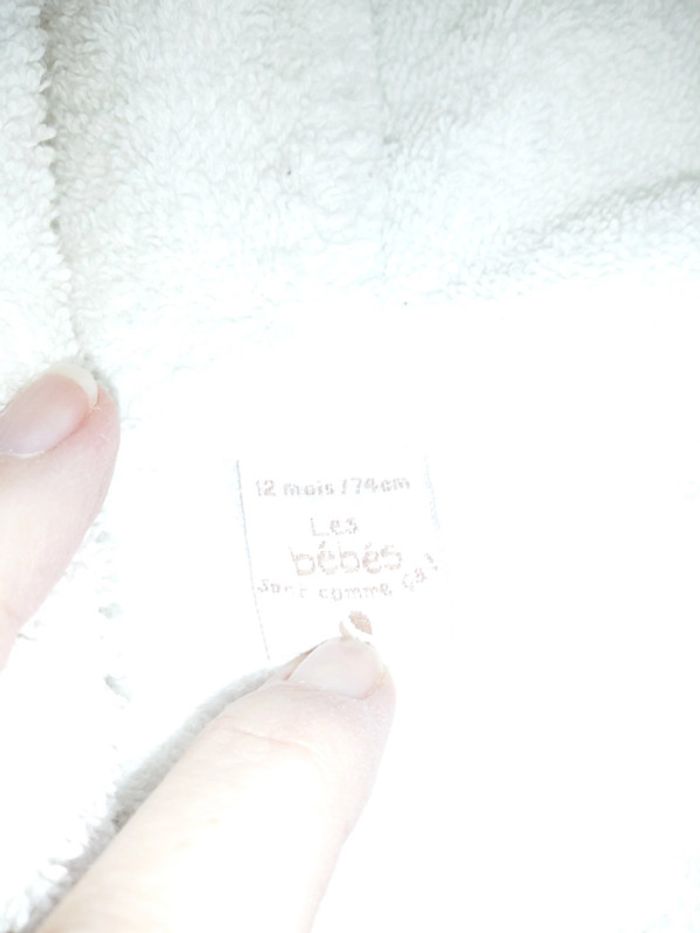 12 mois / 74cm
Les
bébés
sont comme ça !